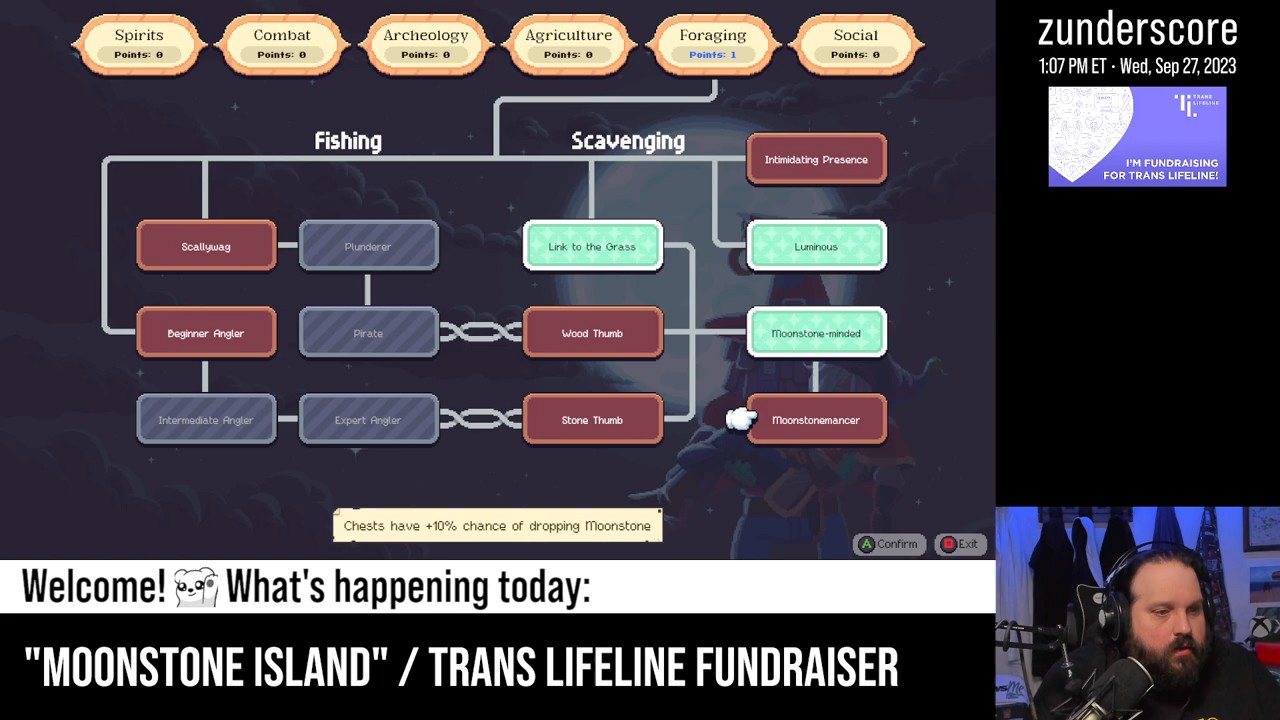 Spirits
Points: 0
Combat
Points: 0
Archeology
Points: 0
Agriculture
Points: 0
Foraging
Points: 1
Social
Points: 0
Fishing
Scavenging
Intimidating Presence
Scallywag
Plunderer
Link to the Grass
Luminous
Beginner Angler
Pirate
Wood Thumb
Moonstone-minded
Intermediate Angler
Expert Angler
Stone Thumb
Moonstonemancer
Chests have +10% chance of dropping Moonstone
A Confirm
Exit
zunderscore
1:07 PM ET · Wed, Sep 27, 2023
TRANS
LIFELINE
I'M FUNDRAISING
FOR TRANS LIFELINE!
Welcome! What's happening today:
"MOONSTONE ISLAND" / TRANS LIFELINE FUNDRAISER